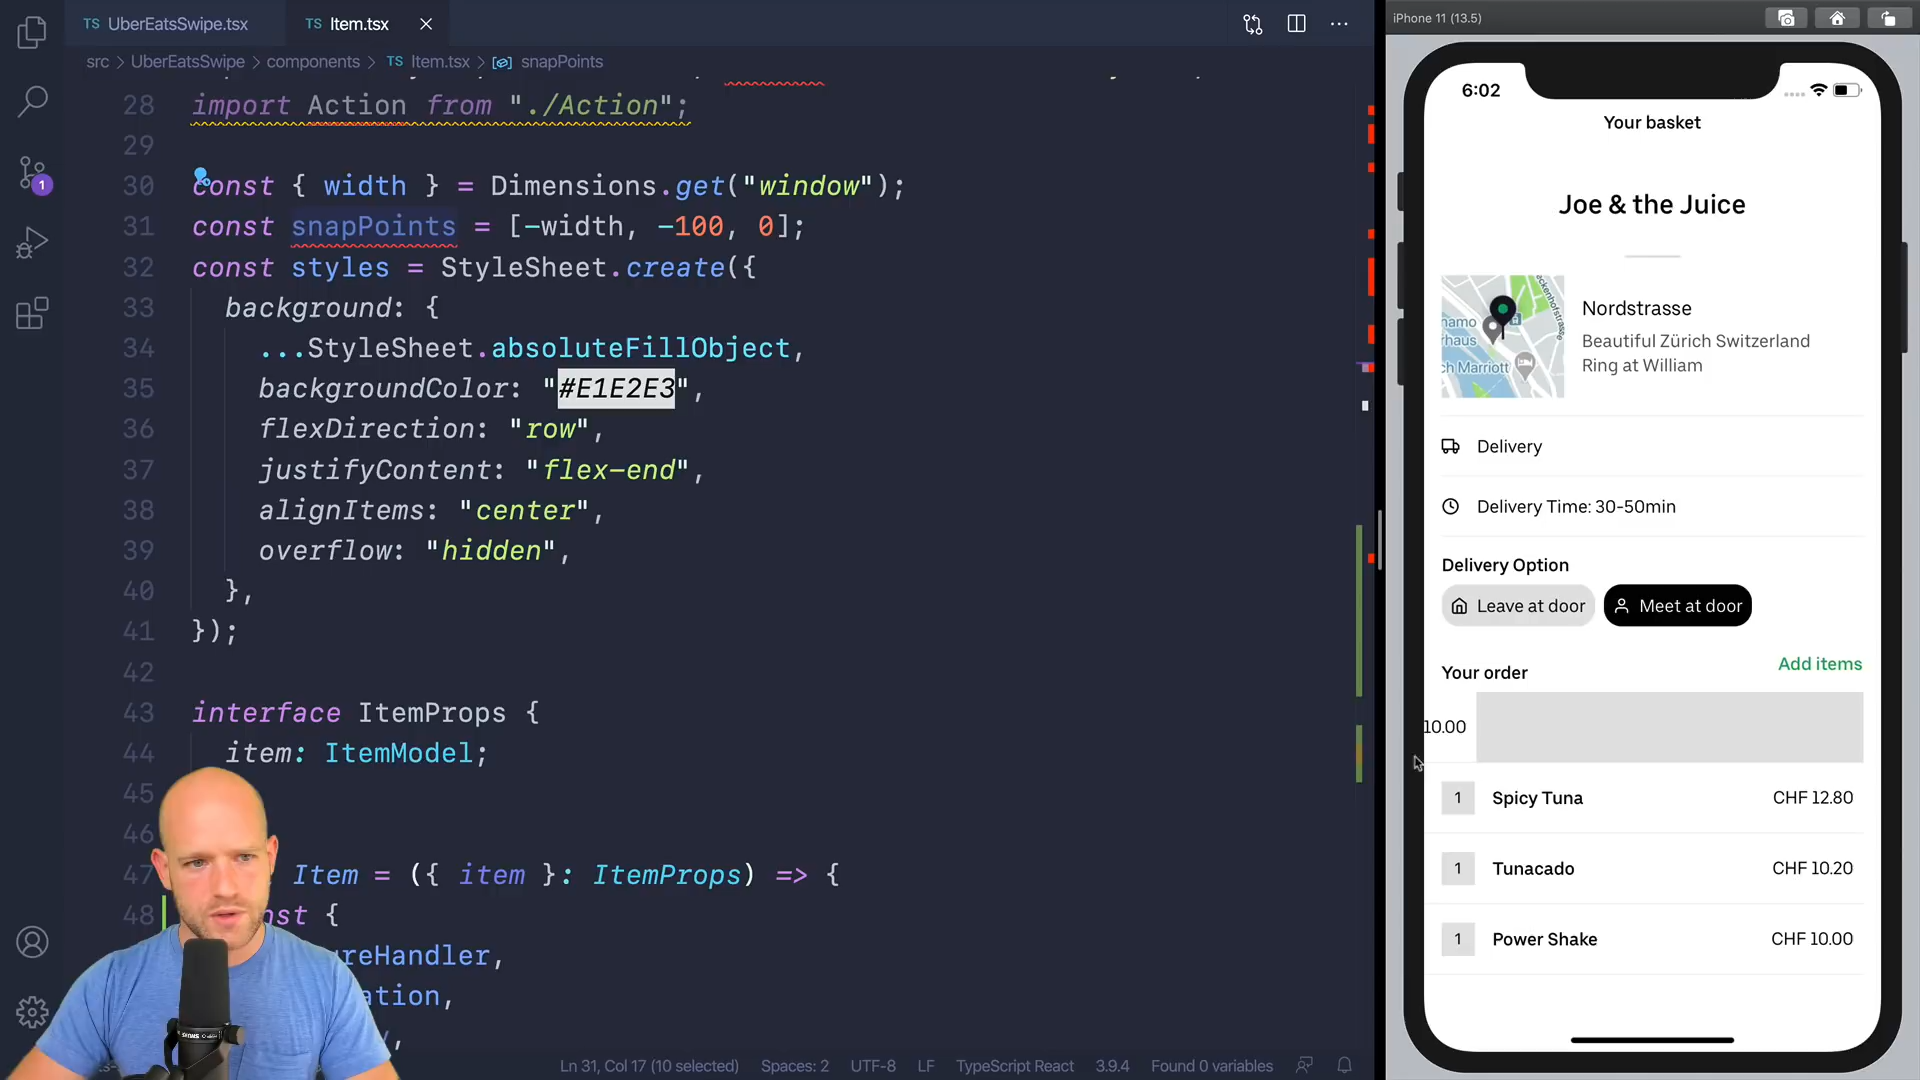 TS UberEatsSwipe.tsx
TS Item.tsx
src > UberEatsSwipe > components > TS Item.tsx > snapPoints
28 import Action from "./Action";
29
30 const { width } = Dimensions.get("window");
31 const snapPoints = [-width, -100, 0];
32 const styles = StyleSheet.create({
33 background: {
34 ...StyleSheet.absoluteFillObject,
35 backgroundColor: "#E1E2E3",
36 flexDirection: "row",
37 justifyContent: "flex-end",
38 alignItems: "center",
39 overflow: "hidden",
40 },
41 });
42
43 interface ItemProps {
44 item: ItemModel;
45
46
47 Item = ({ item }: ItemProps) => {
48 nst {
reHandler,
ation,
,
1
Ln 31, Col 17 (10 selected) Spaces: 2 UTF-8 LF TypeScript React 3.9.4 Found 0 variables
iPhone 11 (13.5)
6:02
Your basket
Joe & the Juice
Nordstrasse
Beautiful Zürich Switzerland
Ring at William
namo
rhaus
ch Marriott
Delivery
Delivery Time: 30-50min
Delivery Option
Leave at door Meet at door
Your order Add items
10.00
1 Spicy Tuna CHF 12.80
1 Tunacado CHF 10.20
1 Power Shake CHF 10.00